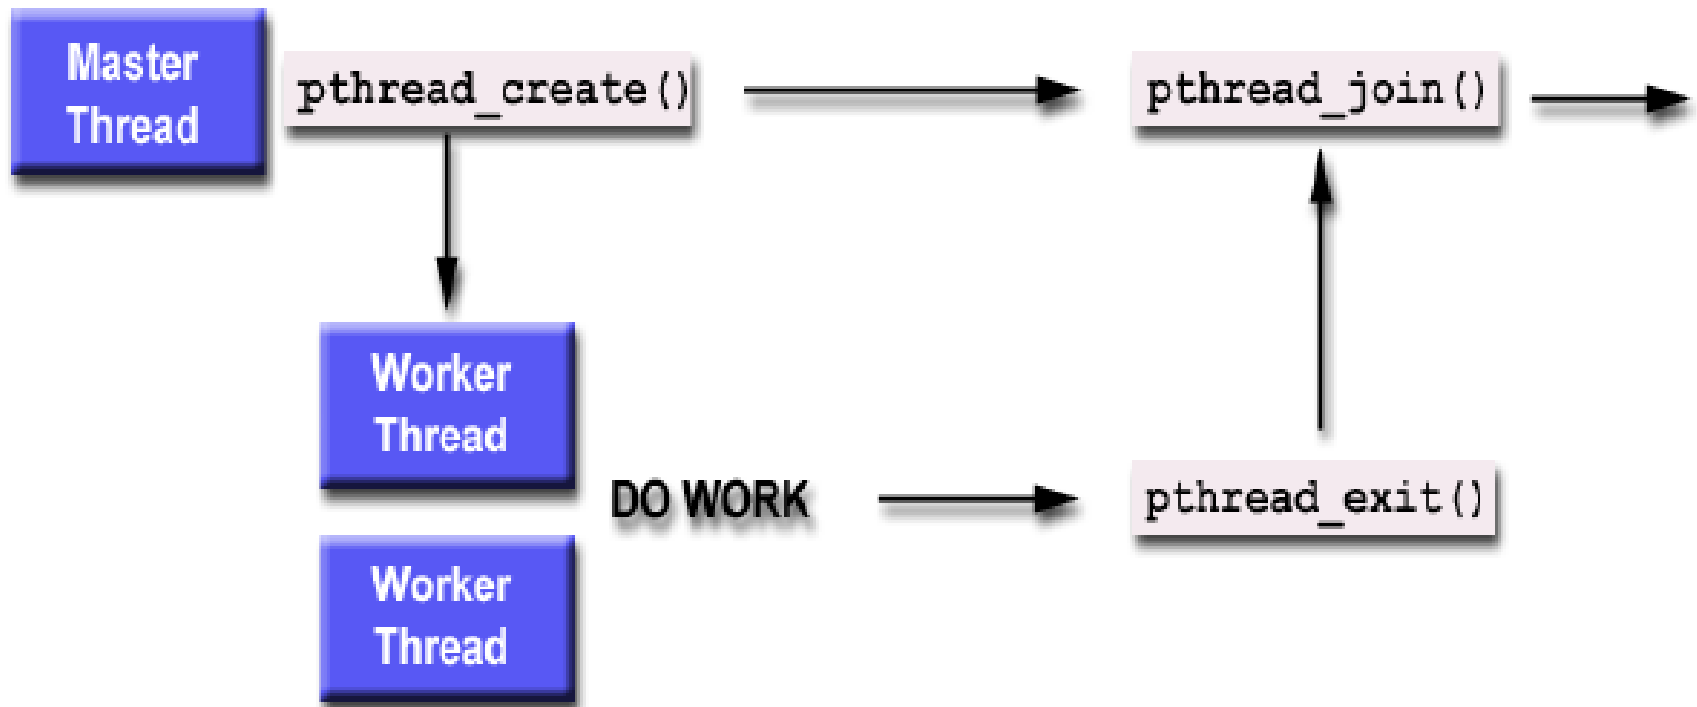 Master
Thread
pthread_create()
pthread_join()
Worker
Thread
DO WORK
pthread_exit()
Worker
Thread